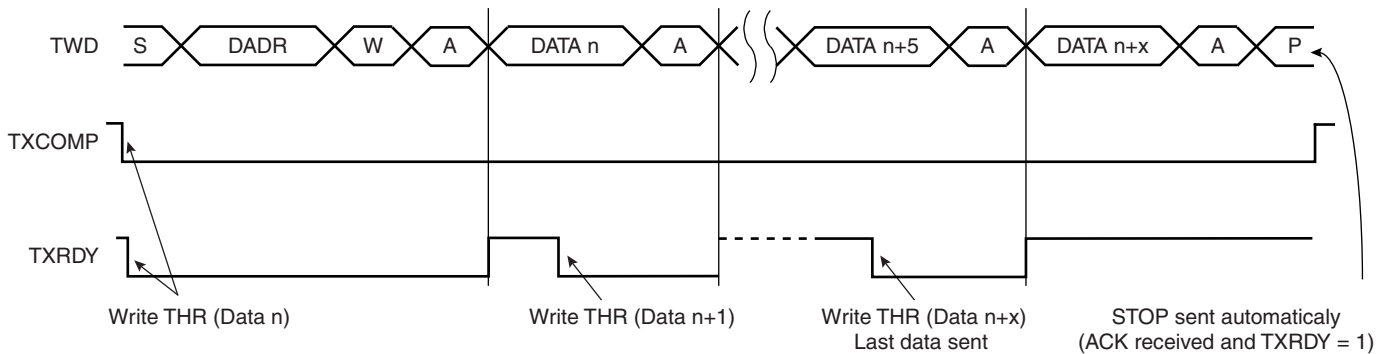 TWD S DADR W A DATA n A DATA n+5 A DATA n+x A P
TXCOMP
TXRDY
Write THR (Data n) Write THR (Data n+1) Write THR (Data n+x) STOP sent automaticaly
Last data sent (ACK received and TXRDY = 1)